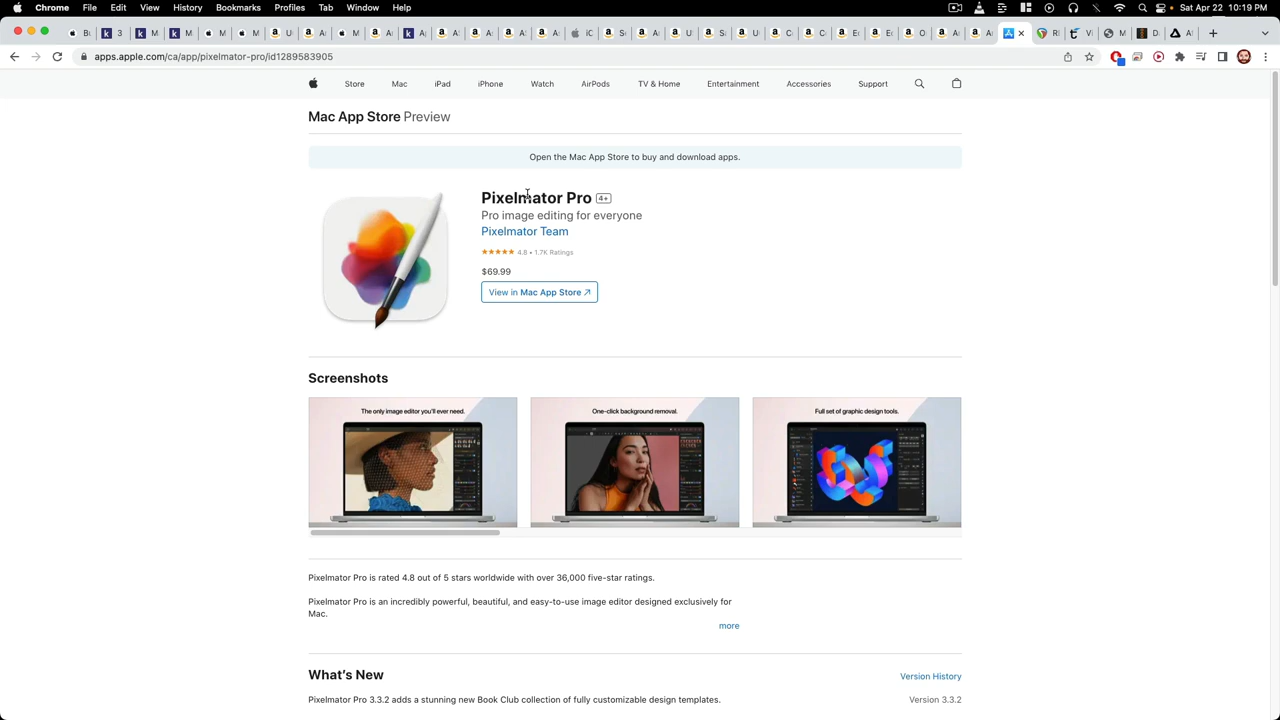 Chrome File Edit View History Bookmarks Profiles Tab Window Help Sat Apr 22 10:19 PM
apps.apple.com/ca/app/pixelmator-pro/id1289583905
Store Mac iPad iPhone Watch AirPods TV & Home Entertainment Accessories Support
Mac App Store Preview
Open the Mac App Store to buy and download apps.
Pixelmator Pro 4+
Pro image editing for everyone
Pixelmator Team
★★★★★ 4.8 • 1.7K Ratings
$69.99
View in Mac App Store ↗
Screenshots
The only image editor you'll ever need. One-click background removal. Full set of graphic design tools.
Pixelmator Pro is rated 4.8 out of 5 stars worldwide with over 36,000 five-star ratings.
Pixelmator Pro is an incredibly powerful, beautiful, and easy-to-use image editor designed exclusively for
Mac.
more
What's New Version History
Pixelmator Pro 3.3.2 adds a stunning new Book Club collection of fully customizable design templates. Version 3.3.2